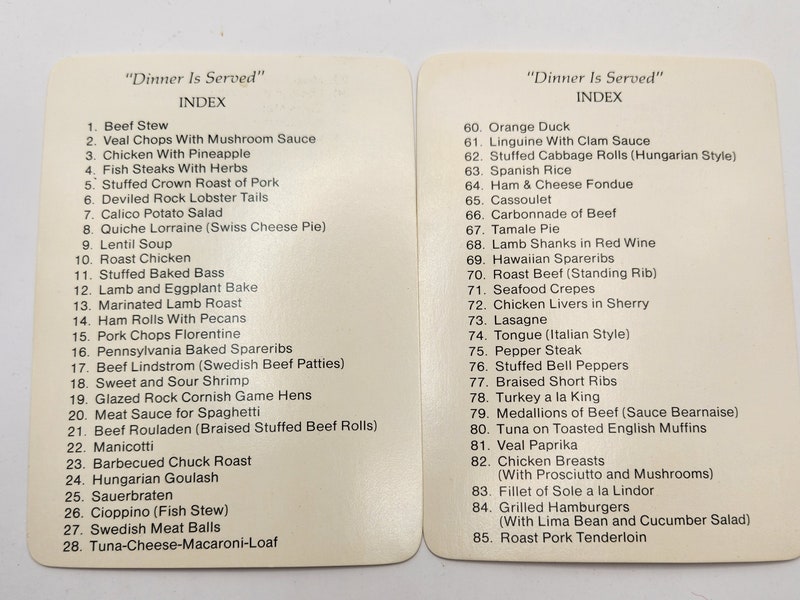 "Dinner Is Served"
INDEX
1. Beef Stew
2. Veal Chops With Mushroom Sauce
3. Chicken With Pineapple
4. Fish Steaks With Herbs
5. Stuffed Crown Roast of Pork
6. Deviled Rock Lobster Tails
7. Calico Potato Salad
8. Quiche Lorraine (Swiss Cheese Pie)
9. Lentil Soup
10. Roast Chicken
11. Stuffed Baked Bass
12. Lamb and Eggplant Bake
13. Marinated Lamb Roast
14. Ham Rolls With Pecans
15. Pork Chops Florentine
16. Pennsylvania Baked Spareribs
17. Beef Lindstrom (Swedish Beef Patties)
18. Sweet and Sour Shrimp
19. Glazed Rock Cornish Game Hens
20. Meat Sauce for Spaghetti
21. Beef Rouladen (Braised Stuffed Beef Rolls)
22. Manicotti
23. Barbecued Chuck Roast
24. Hungarian Goulash
25. Sauerbraten
26. Cioppino (Fish Stew)
27. Swedish Meat Balls
28. Tuna-Cheese-Macaroni-Loaf
"Dinner Is Served"
INDEX
60. Orange Duck
61. Linguine With Clam Sauce
62. Stuffed Cabbage Rolls (Hungarian Style)
63. Spanish Rice
64. Ham & Cheese Fondue
65. Cassoulet
66. Carbonnade of Beef
67. Tamale Pie
68. Lamb Shanks in Red Wine
69. Hawaiian Spareribs
70. Roast Beef (Standing Rib)
71. Seafood Crepes
72. Chicken Livers in Sherry
73. Lasagne
74. Tongue (Italian Style)
75. Pepper Steak
76. Stuffed Bell Peppers
77. Braised Short Ribs
78. Turkey a la King
79. Medallions of Beef (Sauce Bearnaise)
80. Tuna on Toasted English Muffins
81. Veal Paprika
82. Chicken Breasts
(With Prosciutto and Mushrooms)
83. Fillet of Sole a la Lindor
84. Grilled Hamburgers
(With Lima Bean and Cucumber Salad)
85. Roast Pork Tenderloin